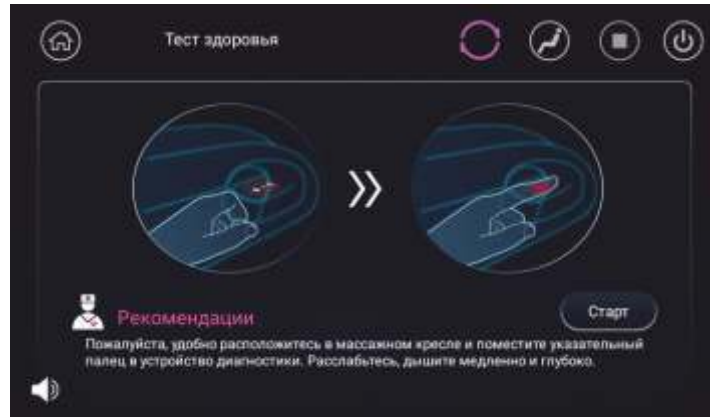 Тест здоровья
Рекомендации
Старт
Пожалуйста, удобно расположитесь в массажном кресле и поместите указательный
палец в устройство диагностики. Расслабьтесь, дышите медленно и глубоко.